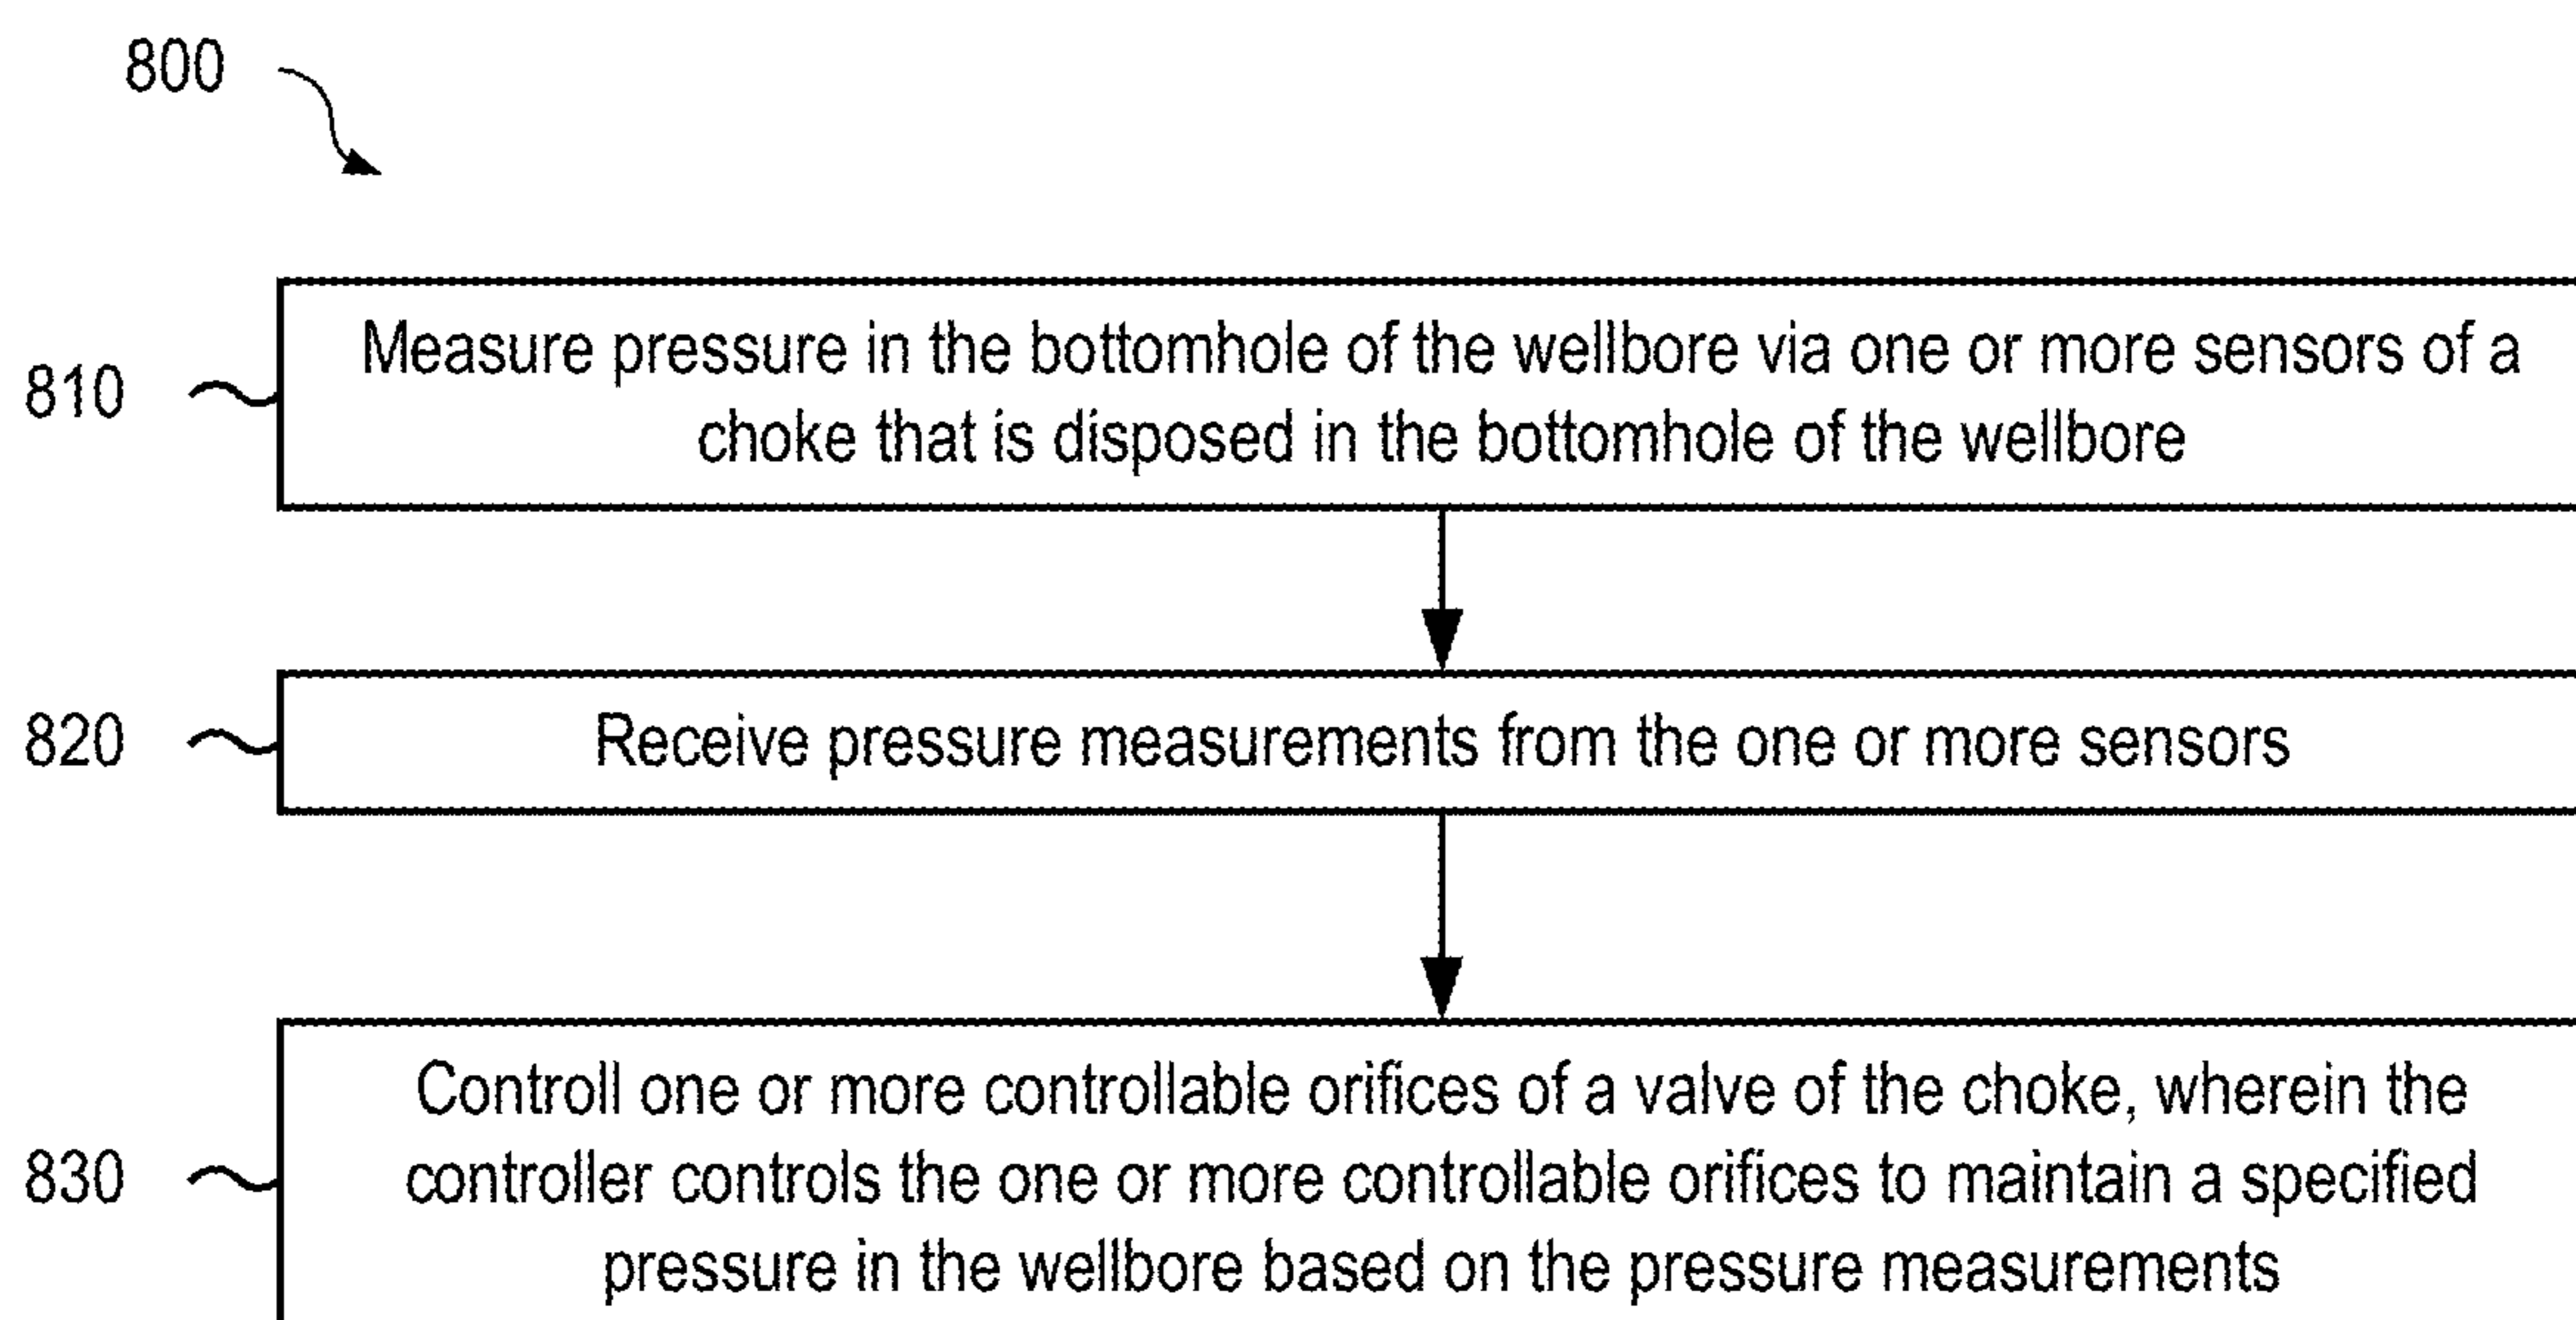 800
810
Measure pressure in the bottomhole of the wellbore via one or more sensors of a
choke that is disposed in the bottomhole of the wellbore
820
Receive pressure measurements from the one or more sensors
830
Controll one or more controllable orifices of a valve of the choke, wherein the
controller controls the one or more controllable orifices to maintain a specified
pressure in the wellbore based on the pressure measurements